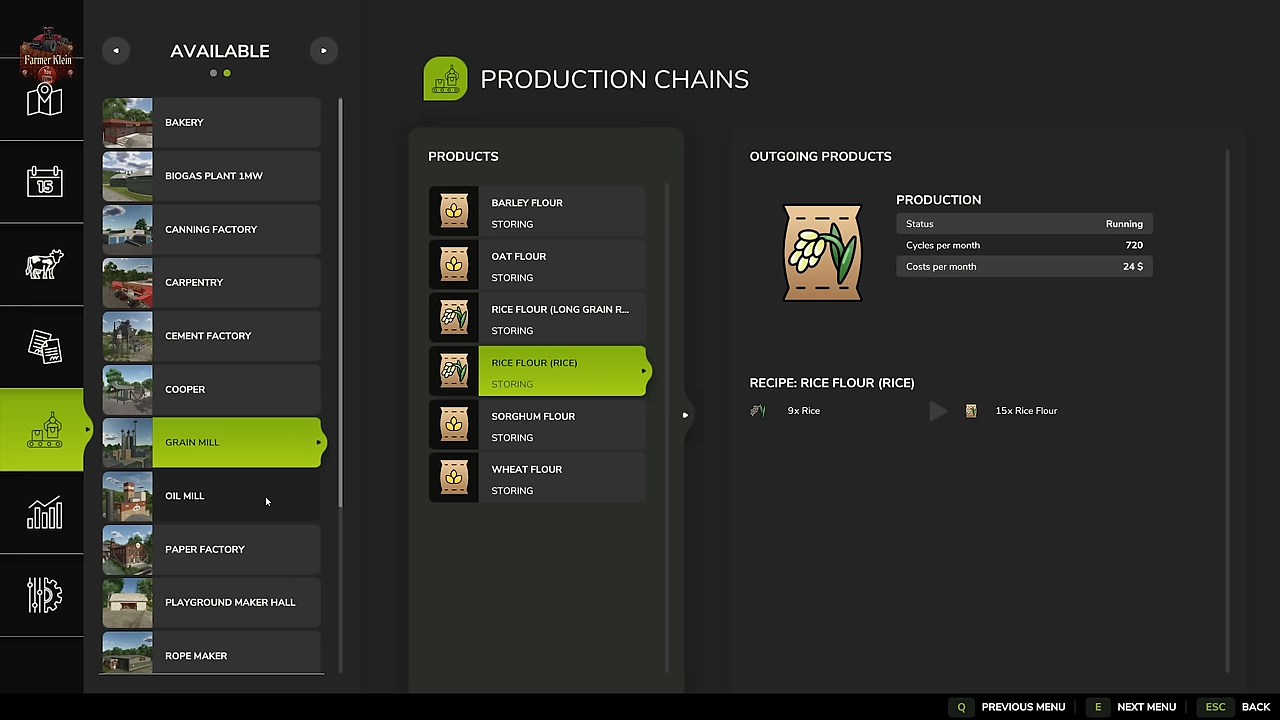 Farmer Klein
You
15
AVAILABLE
BAKERY
BIOGAS PLANT 1MW
CANNING FACTORY
CARPENTRY
CEMENT FACTORY
COOPER
GRAIN MILL
OIL MILL
PAPER FACTORY
PLAYGROUND MAKER HALL
ROPE MAKER
PRODUCTION CHAINS
PRODUCTS
BARLEY FLOUR
STORING
OAT FLOUR
STORING
RICE FLOUR (LONG GRAIN R...
STORING
RICE FLOUR (RICE)
STORING
SORGHUM FLOUR
STORING
WHEAT FLOUR
STORING
OUTGOING PRODUCTS
PRODUCTION
Status Running
Cycles per month 720
Costs per month 24 $
RECIPE: RICE FLOUR (RICE)
9x Rice 15x Rice Flour
Q PREVIOUS MENU E NEXT MENU ESC BACK